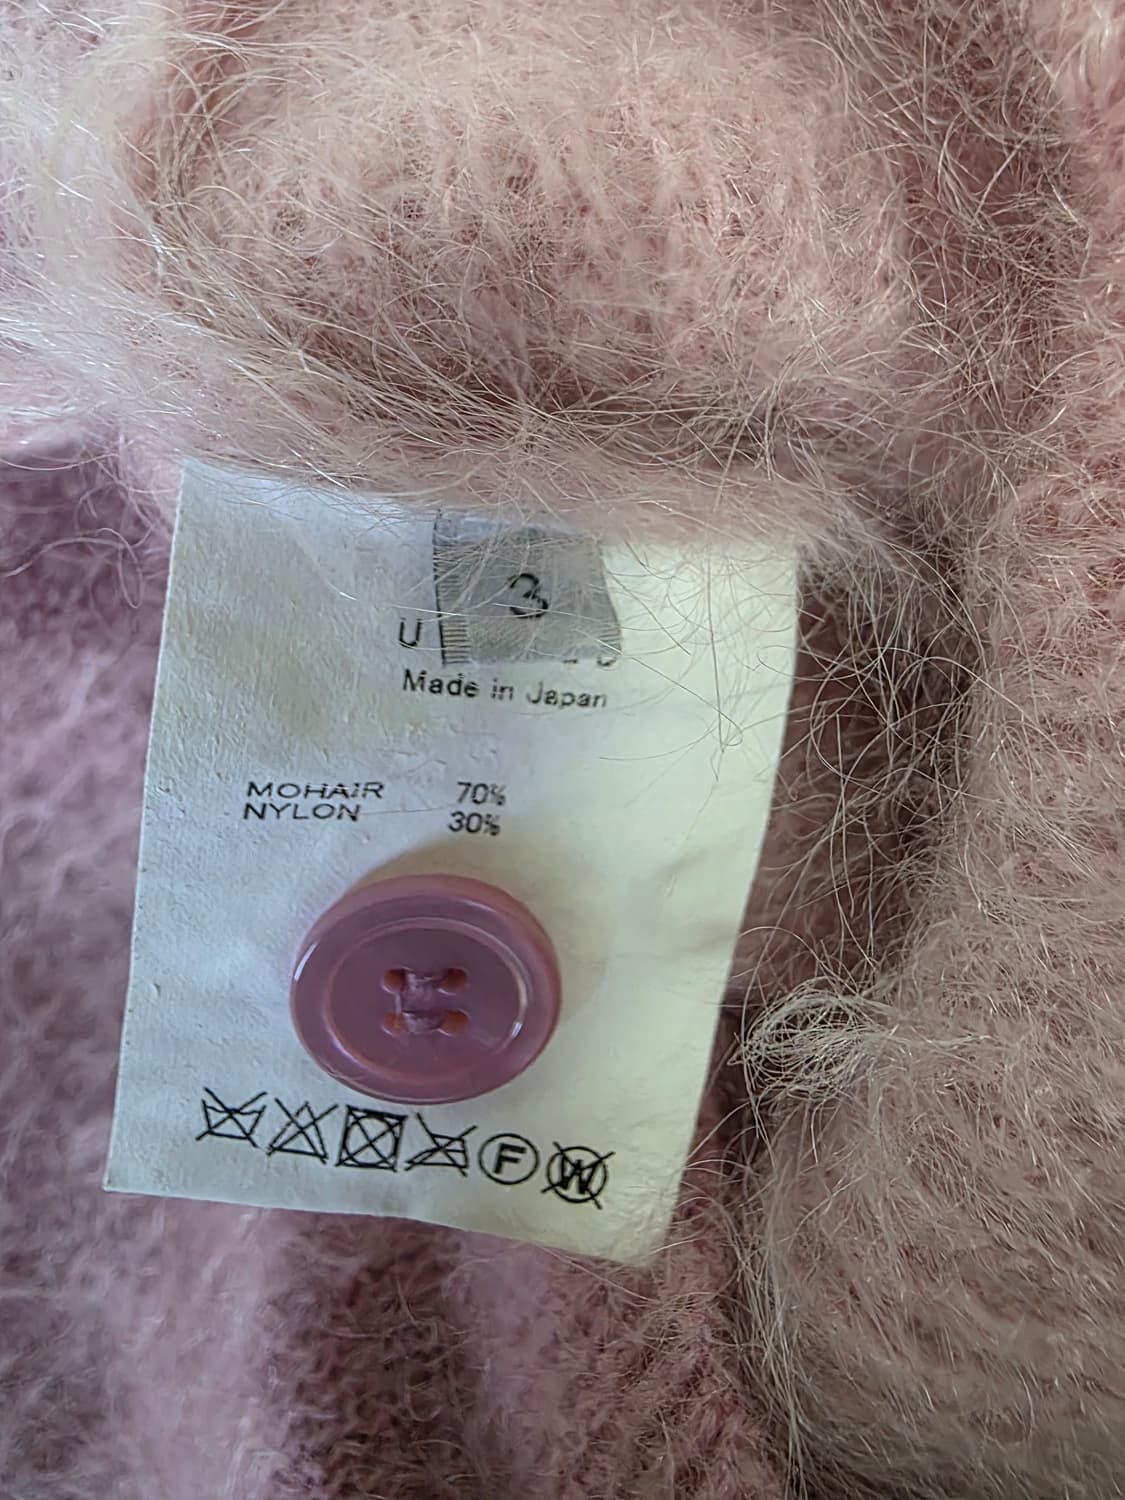 3
Made in Japan
MOHAIR 70%
NYLON 30%
F W